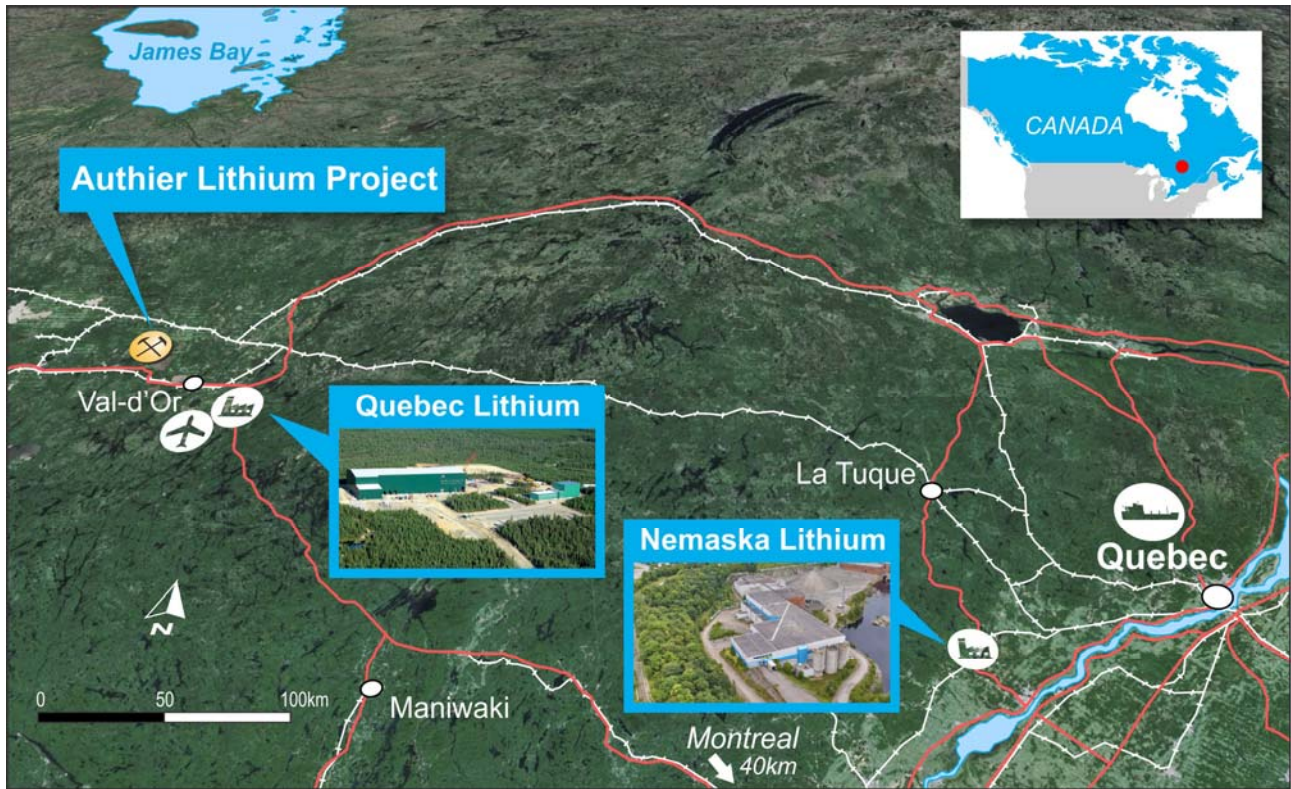 James Bay
CANADA
Authier Lithium Project
Val-d'Or
Quebec Lithium
La Tuque
Nemaska Lithium
Quebec
N
0 50 100km
Maniwaki
Montreal
40km